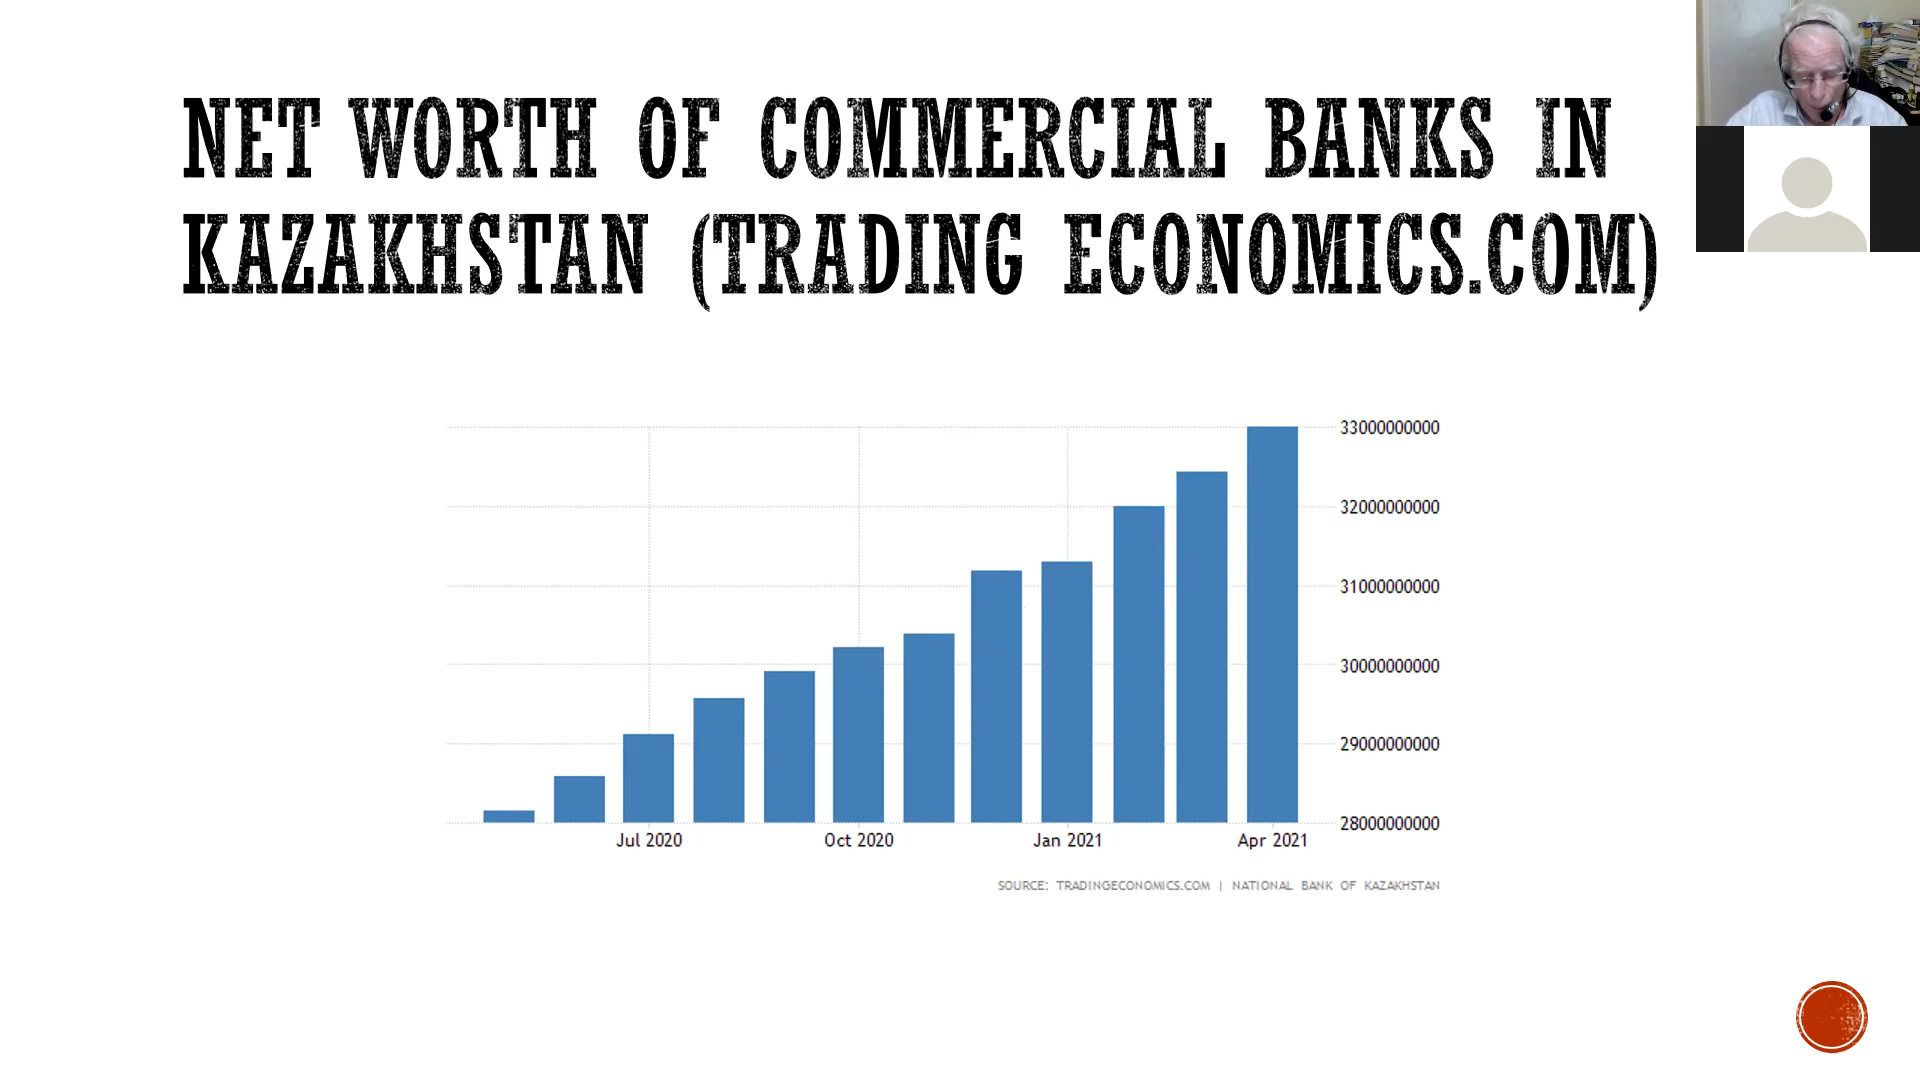 NET WORTH OF COMMERCIAL BANKS IN
KAZAKHSTAN (TRADING ECONOMICS.COM)
33000000000
32000000000
31000000000
30000000000
29000000000
28000000000
Jul 2020 Oct 2020 Jan 2021 Apr 2021
SOURCE: TRADINGECONOMICS.COM | NATIONAL BANK OF KAZAKHSTAN